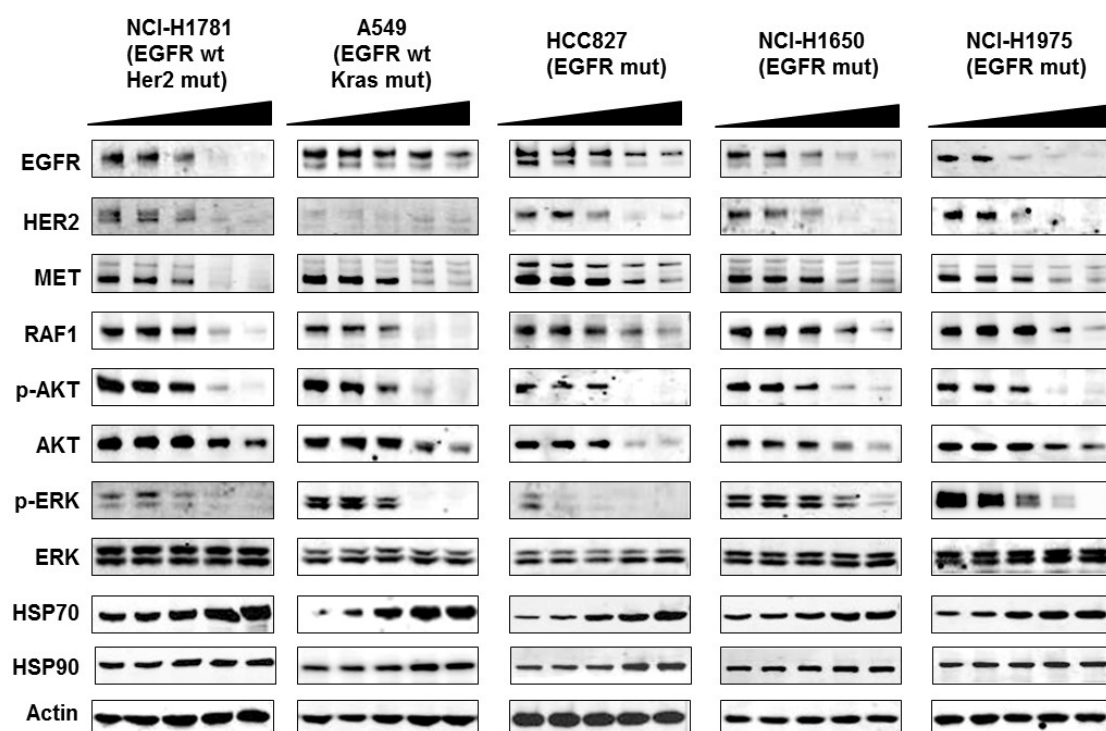 NCI-H1781
(EGFR wt
Her2 mut)
A549
(EGFR wt
Kras mut)
HCC827
(EGFR mut)
NCI-H1650
(EGFR mut)
NCI-H1975
(EGFR mut)
EGFR
HER2
MET
RAF1
p-AKT
AKT
p-ERK
ERK
HSP70
HSP90
Actin